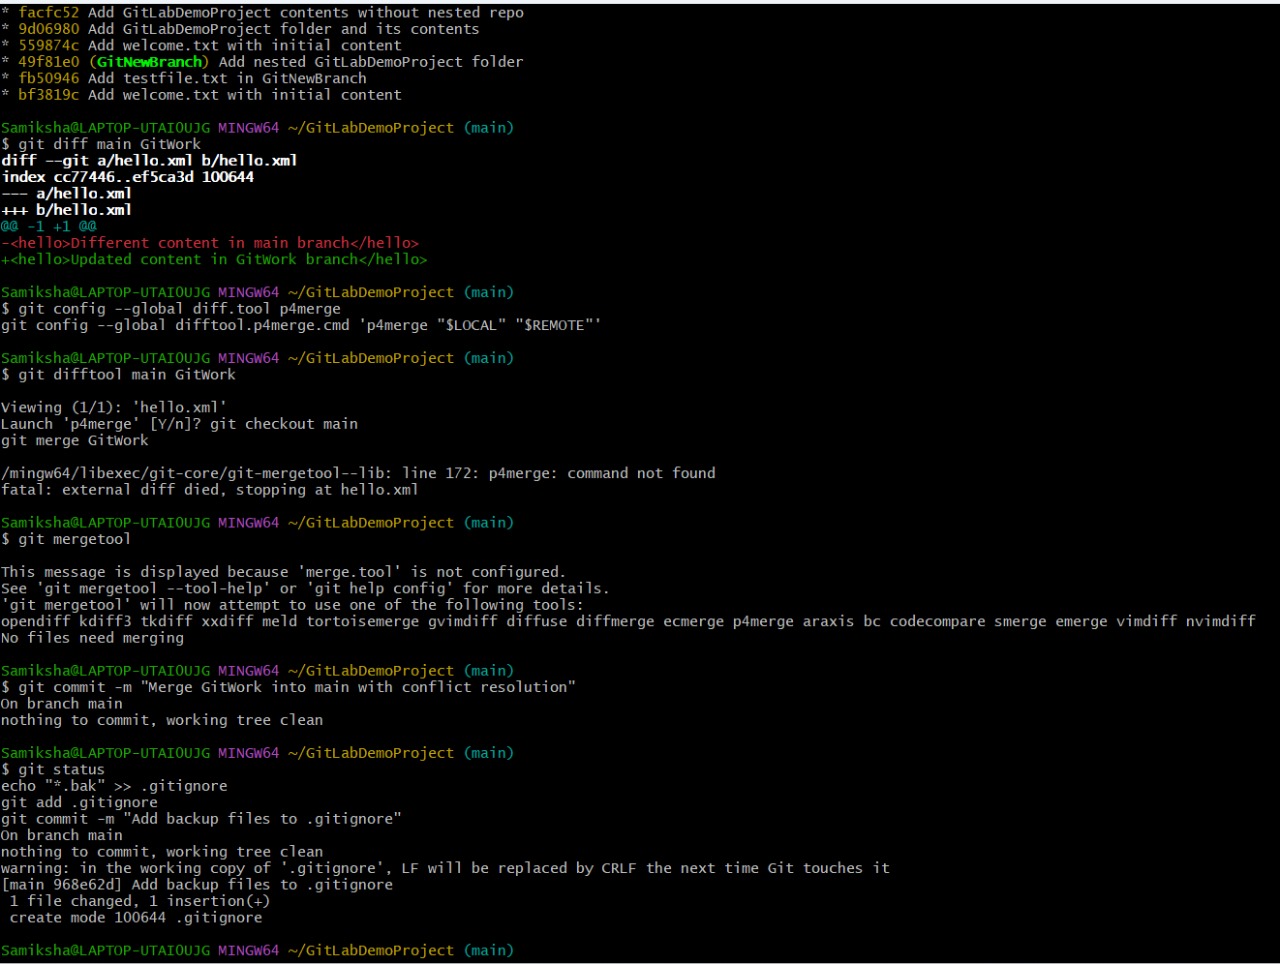 * facfc52 Add GitLabDemoProject contents without nested repo
* 9d06980 Add GitLabDemoProject folder and its contents
* 559874c Add welcome.txt with initial content
* 49f81e0 (GitNewBranch) Add nested GitLabDemoProject folder
* fb50946 Add testfile.txt in GitNewBranch
* bf3819c Add welcome.txt with initial content
Samiksha@LAPTOP-UTAI0UJG MINGW64 ~/GitLabDemoProject (main)
$ git diff main GitWork
diff --git a/hello.xml b/hello.xml
index cc77446..ef5ca3d 100644
--- a/hello.xml
+++ b/hello.xml
@@ -1 +1 @@
-<hello>Different content in main branch</hello>
+<hello>Updated content in GitWork branch</hello>
Samiksha@LAPTOP-UTAI0UJG MINGW64 ~/GitLabDemoProject (main)
$ git config --global diff.tool p4merge
git config --global difftool.p4merge.cmd 'p4merge "$LOCAL" "$REMOTE"'
Samiksha@LAPTOP-UTAI0UJG MINGW64 ~/GitLabDemoProject (main)
$ git difftool main GitWork
Viewing (1/1): 'hello.xml'
Launch 'p4merge' [Y/n]? git checkout main
git merge GitWork
/mingw64/libexec/git-core/git-mergetool--lib: line 172: p4merge: command not found
fatal: external diff died, stopping at hello.xml
Samiksha@LAPTOP-UTAI0UJG MINGW64 ~/GitLabDemoProject (main)
$ git mergetool
This message is displayed because 'merge.tool' is not configured.
See 'git mergetool --tool-help' or 'git help config' for more details.
'git mergetool' will now attempt to use one of the following tools:
opendiff kdiff3 tkdiff xxdiff meld tortoisemerge gvimdiff diffuse diffmerge ecmerge p4merge araxis bc codecompare smerge emerge vimdiff nvimdiff
No files need merging
Samiksha@LAPTOP-UTAI0UJG MINGW64 ~/GitLabDemoProject (main)
$ git commit -m "Merge GitWork into main with conflict resolution"
On branch main
nothing to commit, working tree clean
Samiksha@LAPTOP-UTAI0UJG MINGW64 ~/GitLabDemoProject (main)
$ git status
echo "*.bak" >> .gitignore
git add .gitignore
git commit -m "Add backup files to .gitignore"
On branch main
nothing to commit, working tree clean
warning: in the working copy of '.gitignore', LF will be replaced by CRLF the next time Git touches it
[main 968e62d] Add backup files to .gitignore
 1 file changed, 1 insertion(+)
 create mode 100644 .gitignore
Samiksha@LAPTOP-UTAI0UJG MINGW64 ~/GitLabDemoProject (main)